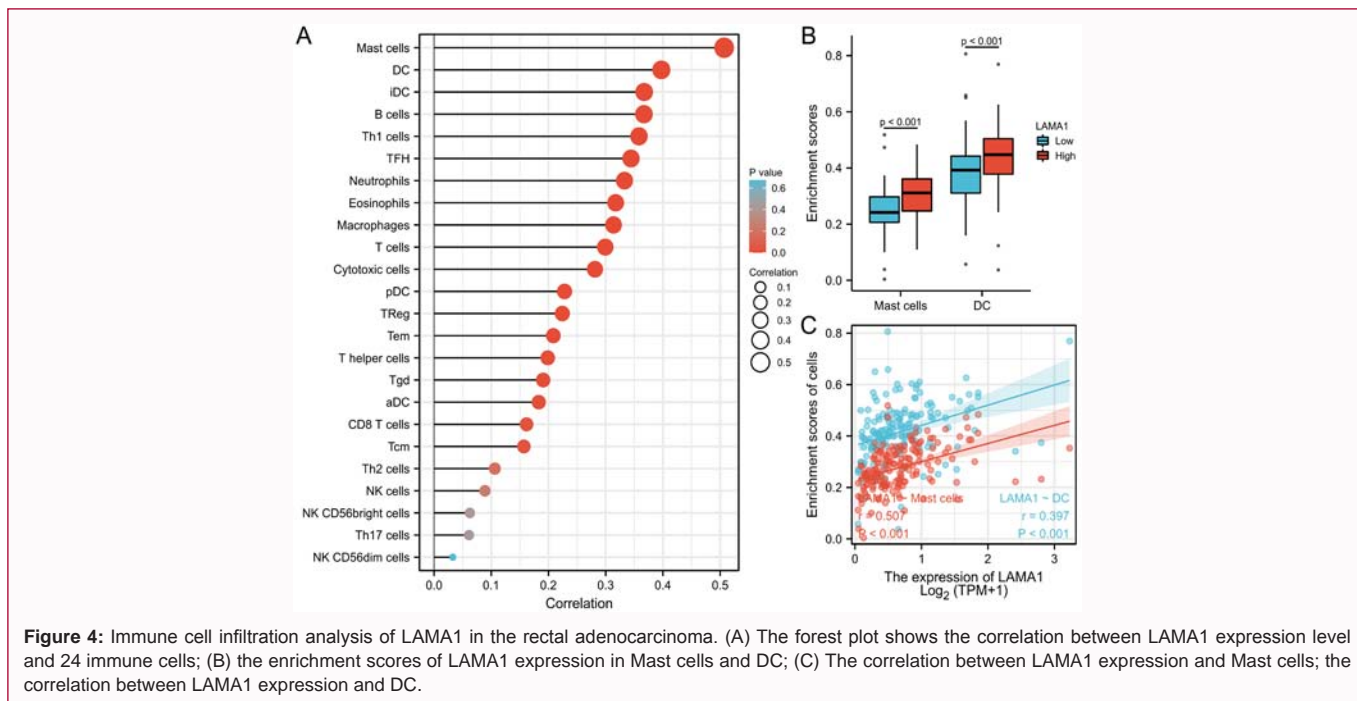 A
Mast cells
DC
iDC
B cells
Th1 cells
TFH
Neutrophils
Eosinophils
Macrophages
T cells
Cytotoxic cells
pDC
TReg
Tem
T helper cells
Tgd
aDC
CD8 T cells
Tcm
Th2 cells
NK cells
NK CD56bright cells
Th17 cells
NK CD56dim cells
0.0 0.1 0.2 0.3 0.4 0.5
Correlation
P value
0.6
0.4
0.2
0.0
Correlation
0.1
0.2
0.3
0.4
0.5
B
Enrichment scores
0.8
0.6
0.4
0.2
0.0
p < 0.001
p < 0.001
Mast cells DC
LAMA1
Low
High
C
Enrichment scores of cells
0.8
0.6
0.4
0.2
0.0
LAMA1 ~ Mast cells
r = 0.507
P < 0.001
LAMA1 ~ DC
r = 0.397
P < 0.001
0 1 2 3
The expression of LAMA1
Log2 (TPM+1)
Figure 4: Immune cell infiltration analysis of LAMA1 in the rectal adenocarcinoma. (A) The forest plot shows the correlation between LAMA1 expression level
and 24 immune cells; (B) the enrichment scores of LAMA1 expression in Mast cells and DC; (C) The correlation between LAMA1 expression and Mast cells; the
correlation between LAMA1 expression and DC.